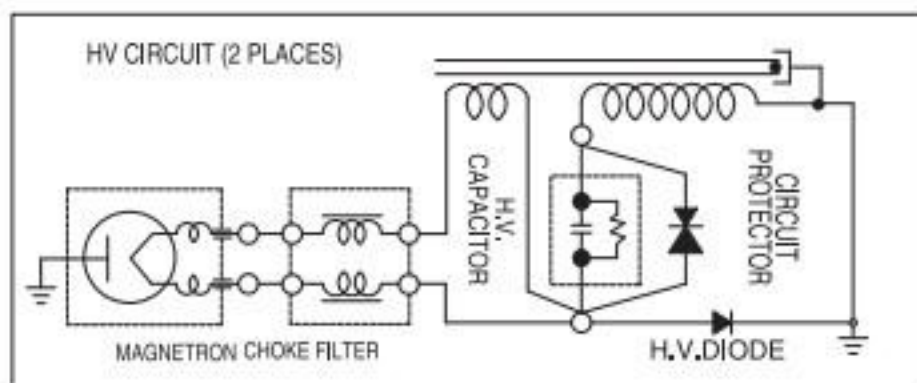 HV CIRCUIT (2 PLACES)
H.V.
CAPACITOR
CIRCUIT
PROTECTOR
MAGNETRON CHOKE FILTER
H.V.DIODE